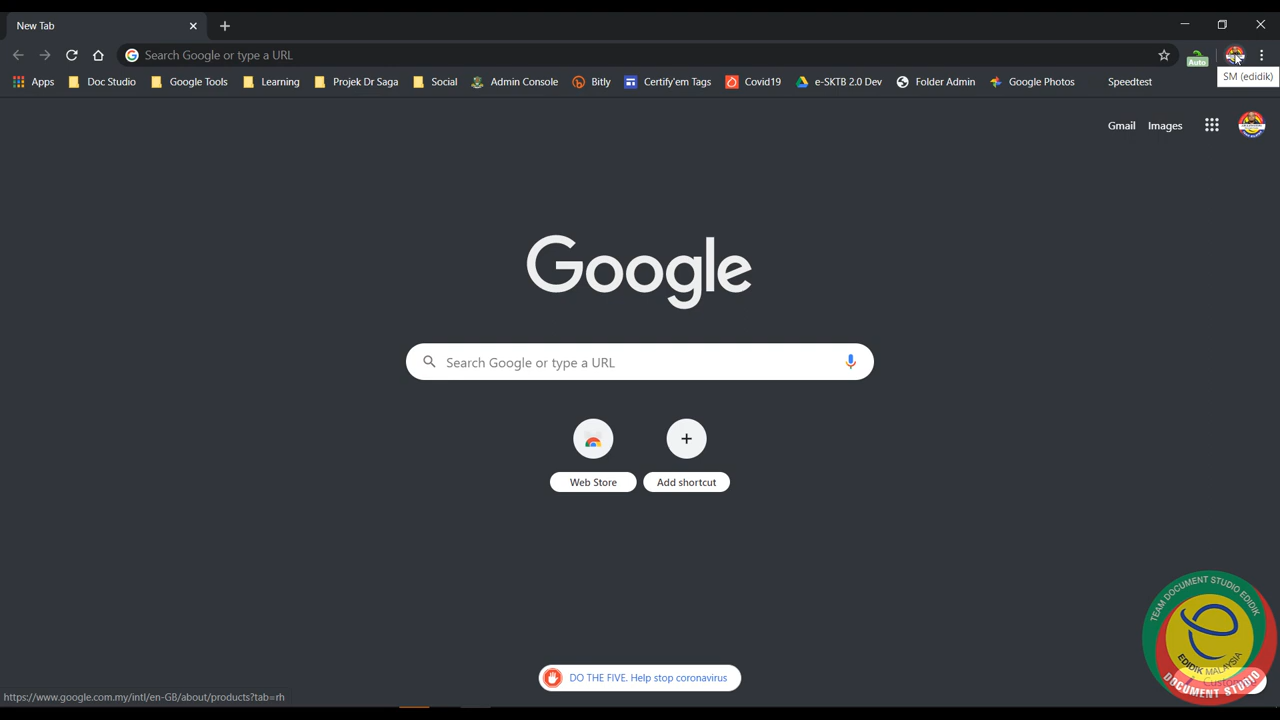 New Tab
Search Google or type a URL
Auto
SM (edidik)
Apps Doc Studio Google Tools Learning Projek Dr Saga Social Admin Console Bitly Certify'em Tags Covid19 e-SKTB 2.0 Dev Folder Admin Google Photos Speedtest
Gmail Images
Google
Search Google or type a URL
Web Store Add shortcut
DO THE FIVE. Help stop coronavirus
https://www.google.com.my/intl/en-GB/about/products?tab=rh
TEAM DOCUMENT STUDIO EDIDIK
EDIDIK MALAYSIA
DOCUMENT STUDIO